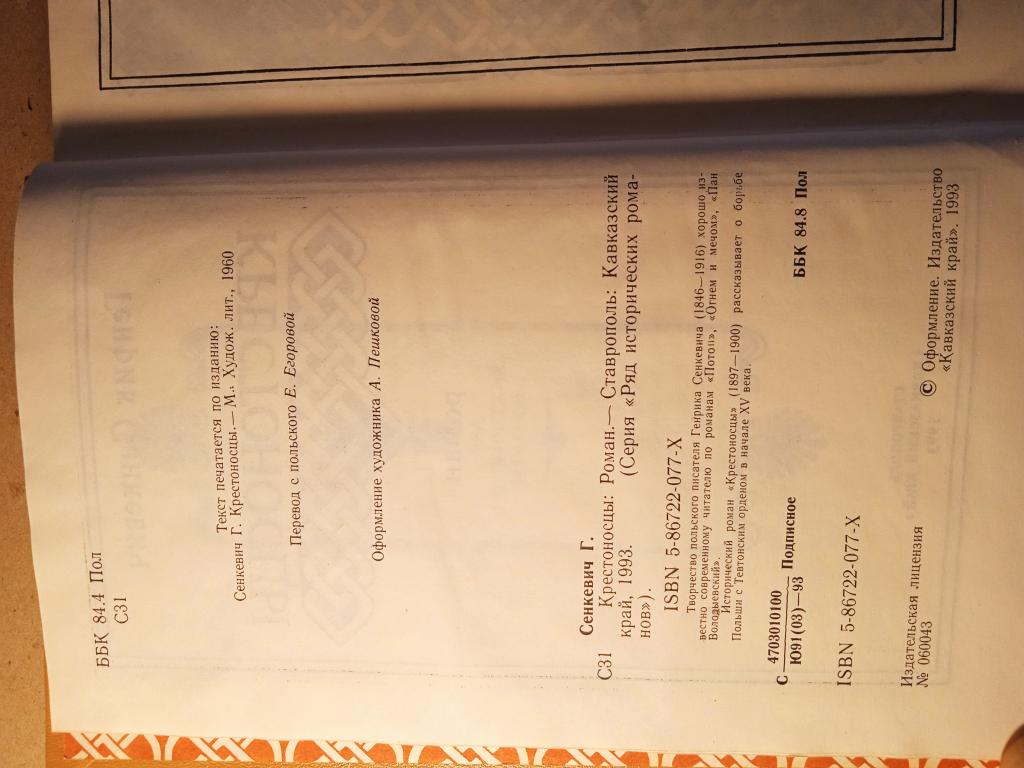 ББК 84.4 Пол
С31
Текст печатается по изданию:
Сенкевич Г. Крестоносцы.— М.: Худож. лит., 1960
Перевод с польского Е. Егоровой
Оформление художника А. Пешковой
Сенкевич Г.
С31 Крестоносцы: Роман.— Ставрополь: Кавказский
край, 1993. (Серия «Ряд исторических рома-
нов»).
ISBN 5-86722-077-X
Творчество польского писателя Генрика Сенкевича (1846—1916) хорошо из-
вестно современному читателю по романам «Потоп», «Огнем и мечом», «Пан
Володыевский».
Исторический роман «Крестоносцы» (1897—1900) рассказывает о борьбе
Польши с Тевтонским орденом в начале XV века.
С 4703010100 Подписное
Ю91(03)—93
ББК 84.8 Пол
ISBN 5-86722-077-X
Издательская лицензия
№ 060043
© Оформление. Издательство
«Кавказский край», 1993
Генрик Сенкевич
КРЕСТОНОСЦЫ
роман